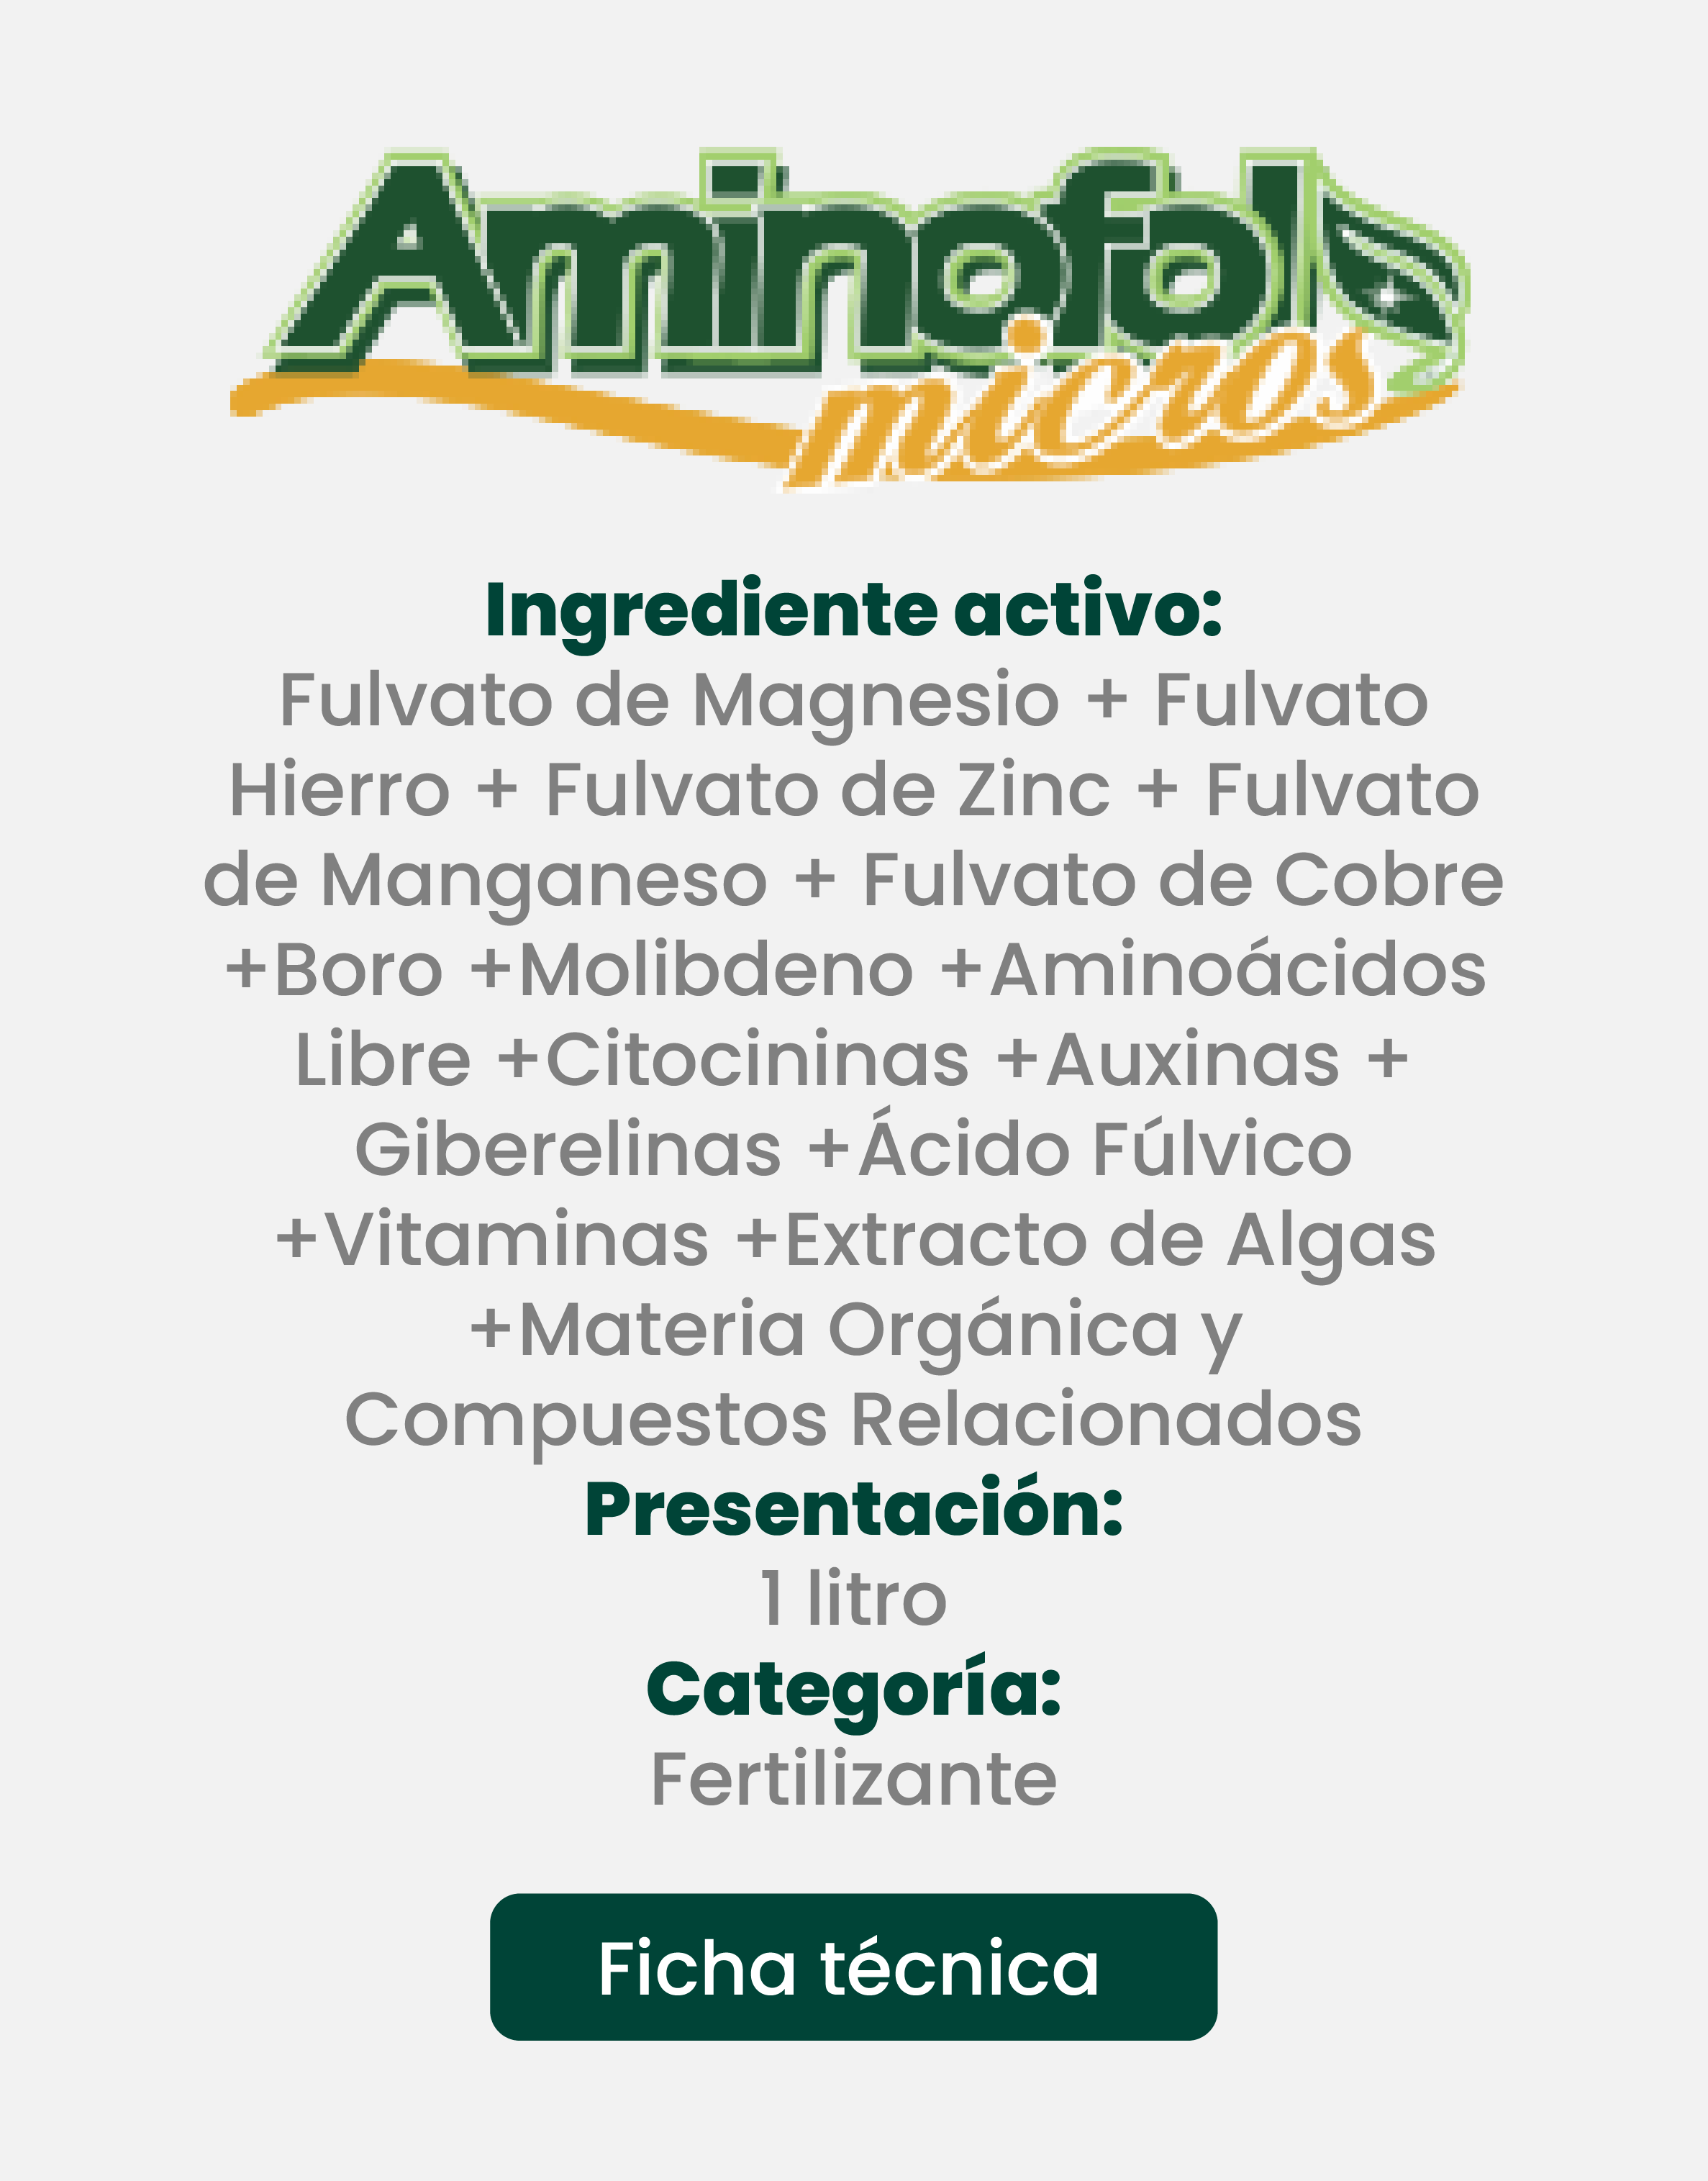 Aminofol
micros
Ingrediente activo:
Fulvato de Magnesio + Fulvato
Hierro + Fulvato de Zinc + Fulvato
de Manganeso + Fulvato de Cobre
+Boro +Molibdeno +Aminoácidos
Libre +Citocininas +Auxinas +
Giberelinas +Ácido Fúlvico
+Vitaminas +Extracto de Algas
+Materia Orgánica y
Compuestos Relacionados
Presentación:
1 litro
Categoría:
Fertilizante
Ficha técnica